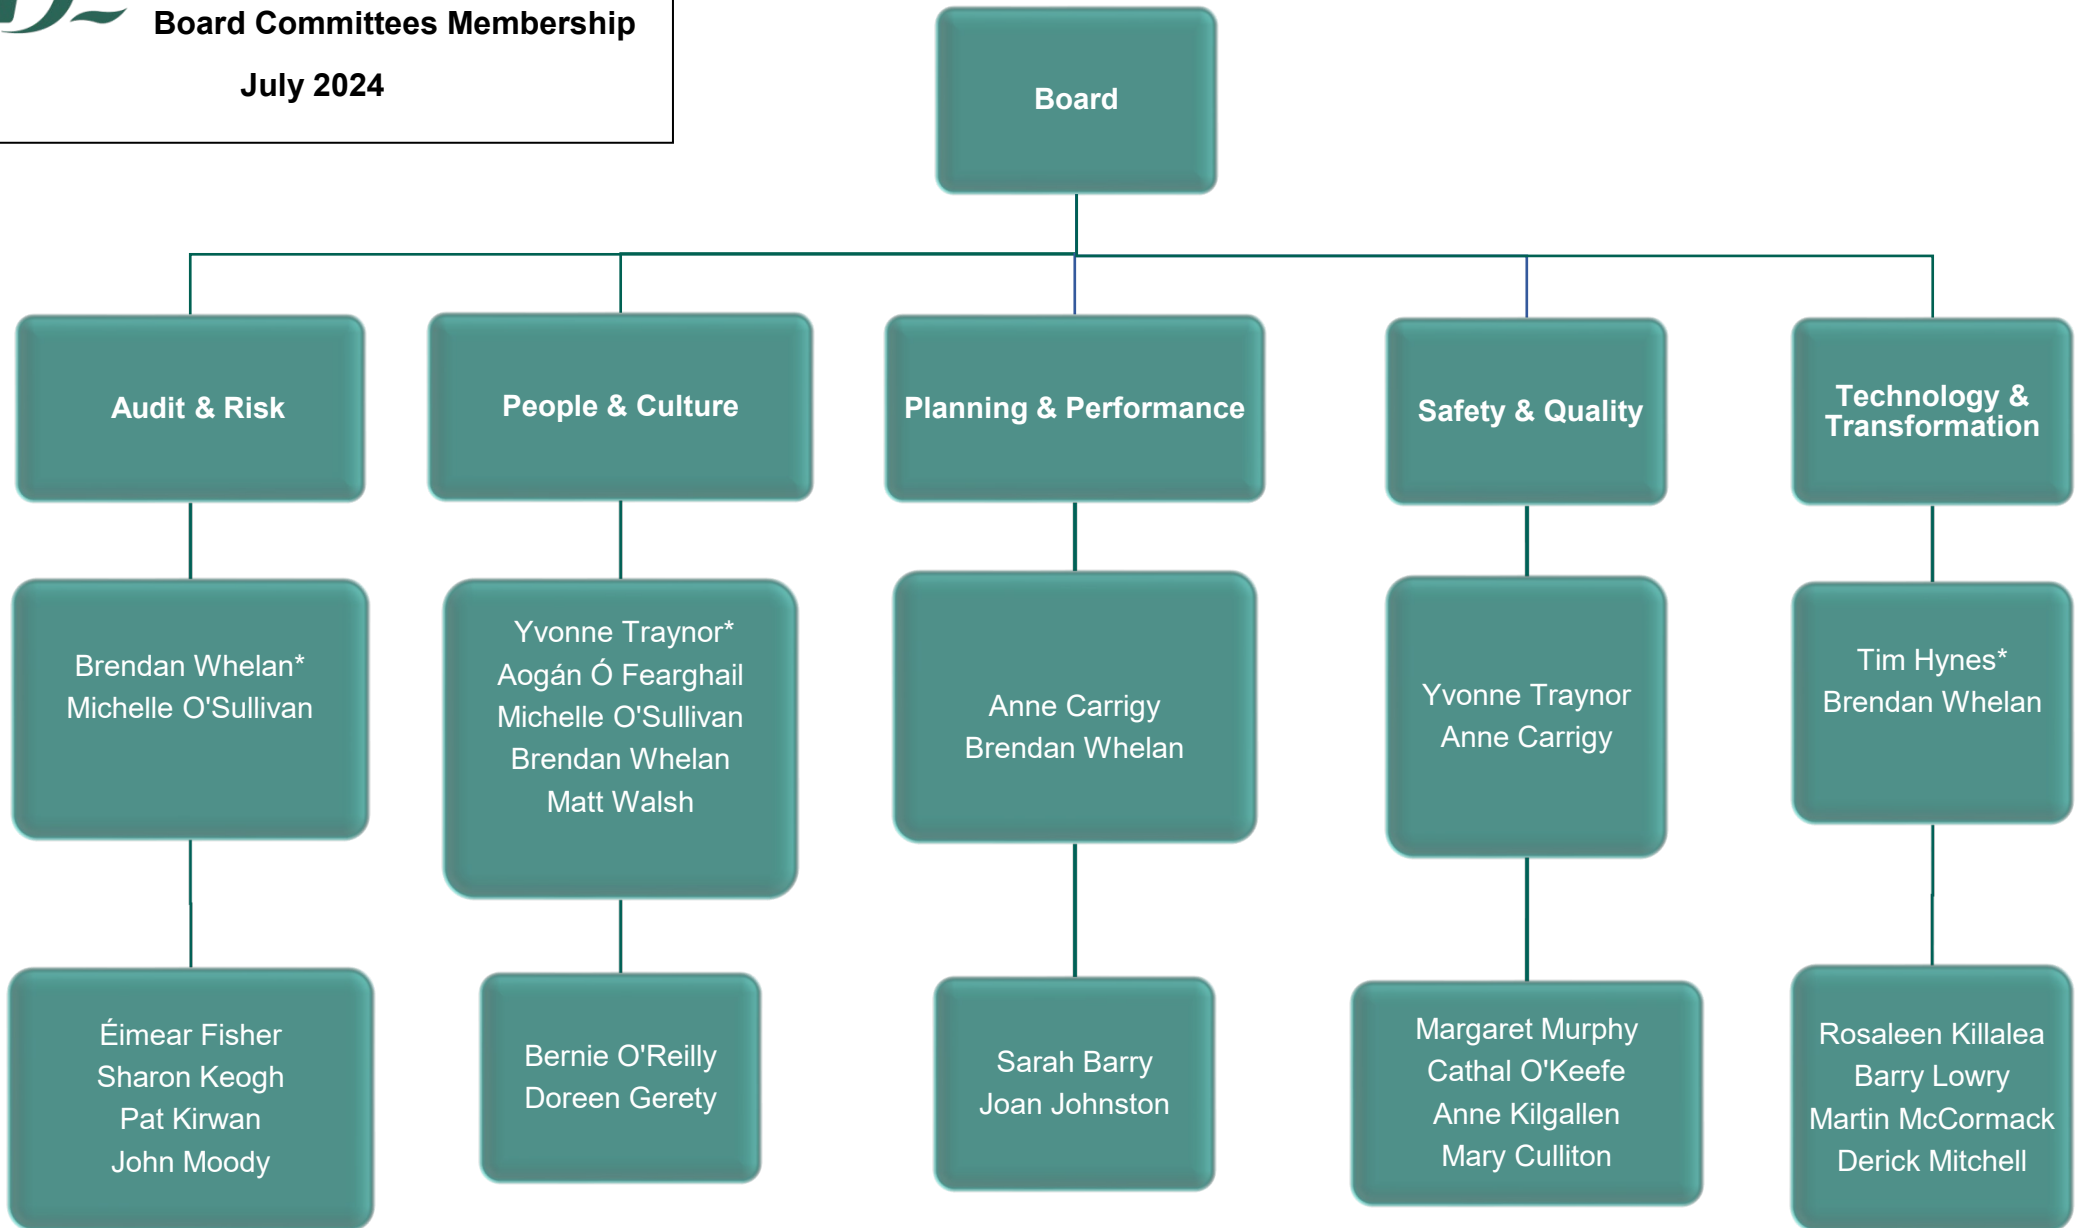 Board Committees Membership
July 2024
Board
Audit & Risk
People & Culture
Planning & Performance
Safety & Quality
Technology &
Transformation
Brendan Whelan*
Michelle O'Sullivan
Yvonne Traynor*
Aogán Ó Fearghail
Michelle O'Sullivan
Brendan Whelan
Matt Walsh
Anne Carrigy
Brendan Whelan
Yvonne Traynor
Anne Carrigy
Tim Hynes*
Brendan Whelan
Éimear Fisher
Sharon Keogh
Pat Kirwan
John Moody
Bernie O'Reilly
Doreen Gerety
Sarah Barry
Joan Johnston
Margaret Murphy
Cathal O'Keefe
Anne Kilgallen
Mary Culliton
Rosaleen Killalea
Barry Lowry
Martin McCormack
Derick Mitchell